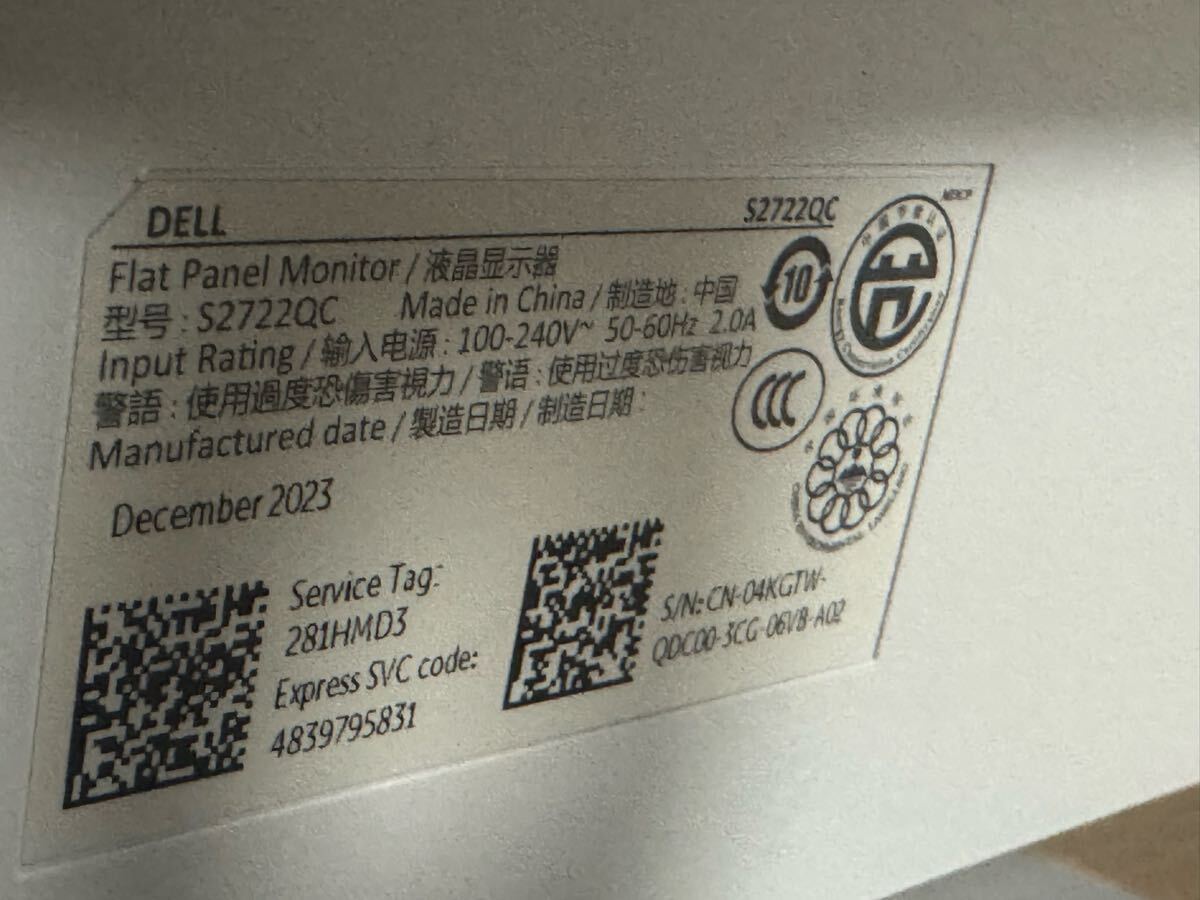 DELL S2722QC
Flat Panel Monitor / 液晶显示器
型号 : S2722QC Made in China / 制造地 : 中国
Input Rating / 输入电源 : 100-240V~ 50-60Hz 2.0A
警語 : 使用過度恐傷害視力 / 警语 : 使用过度恐伤害视力
Manufactured date / 製造日期 / 制造日期 :
December 2023
10
CCC
Service Tag:
281HMD3
Express SVC code:
4839795831
S/N: CN-04KGTW-
QDC00-3CG-06V8-A02